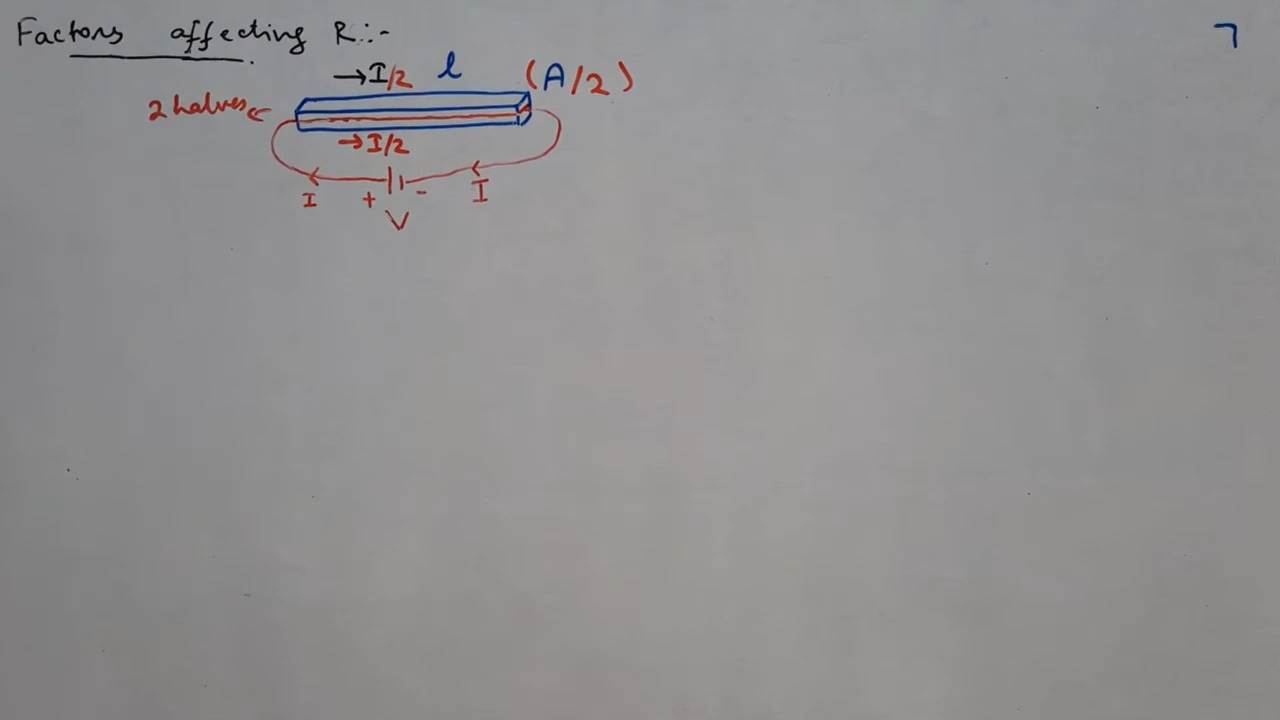 Factors affecting R:-
7
→I/2 l (A/2)
2 halves
→I/2
I + - I
V